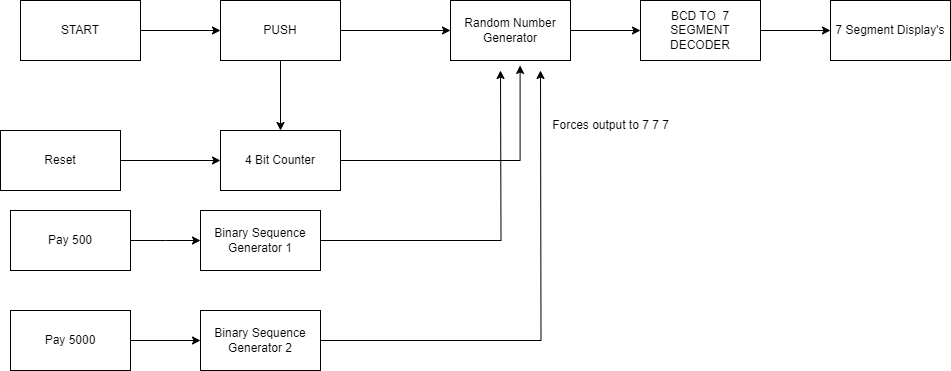 START
PUSH
Random Number
Generator
BCD TO 7
SEGMENT
DECODER
7 Segment Display's
Forces output to 7 7 7
Reset
4 Bit Counter
Pay 500
Binary Sequence
Generator 1
Pay 5000
Binary Sequence
Generator 2